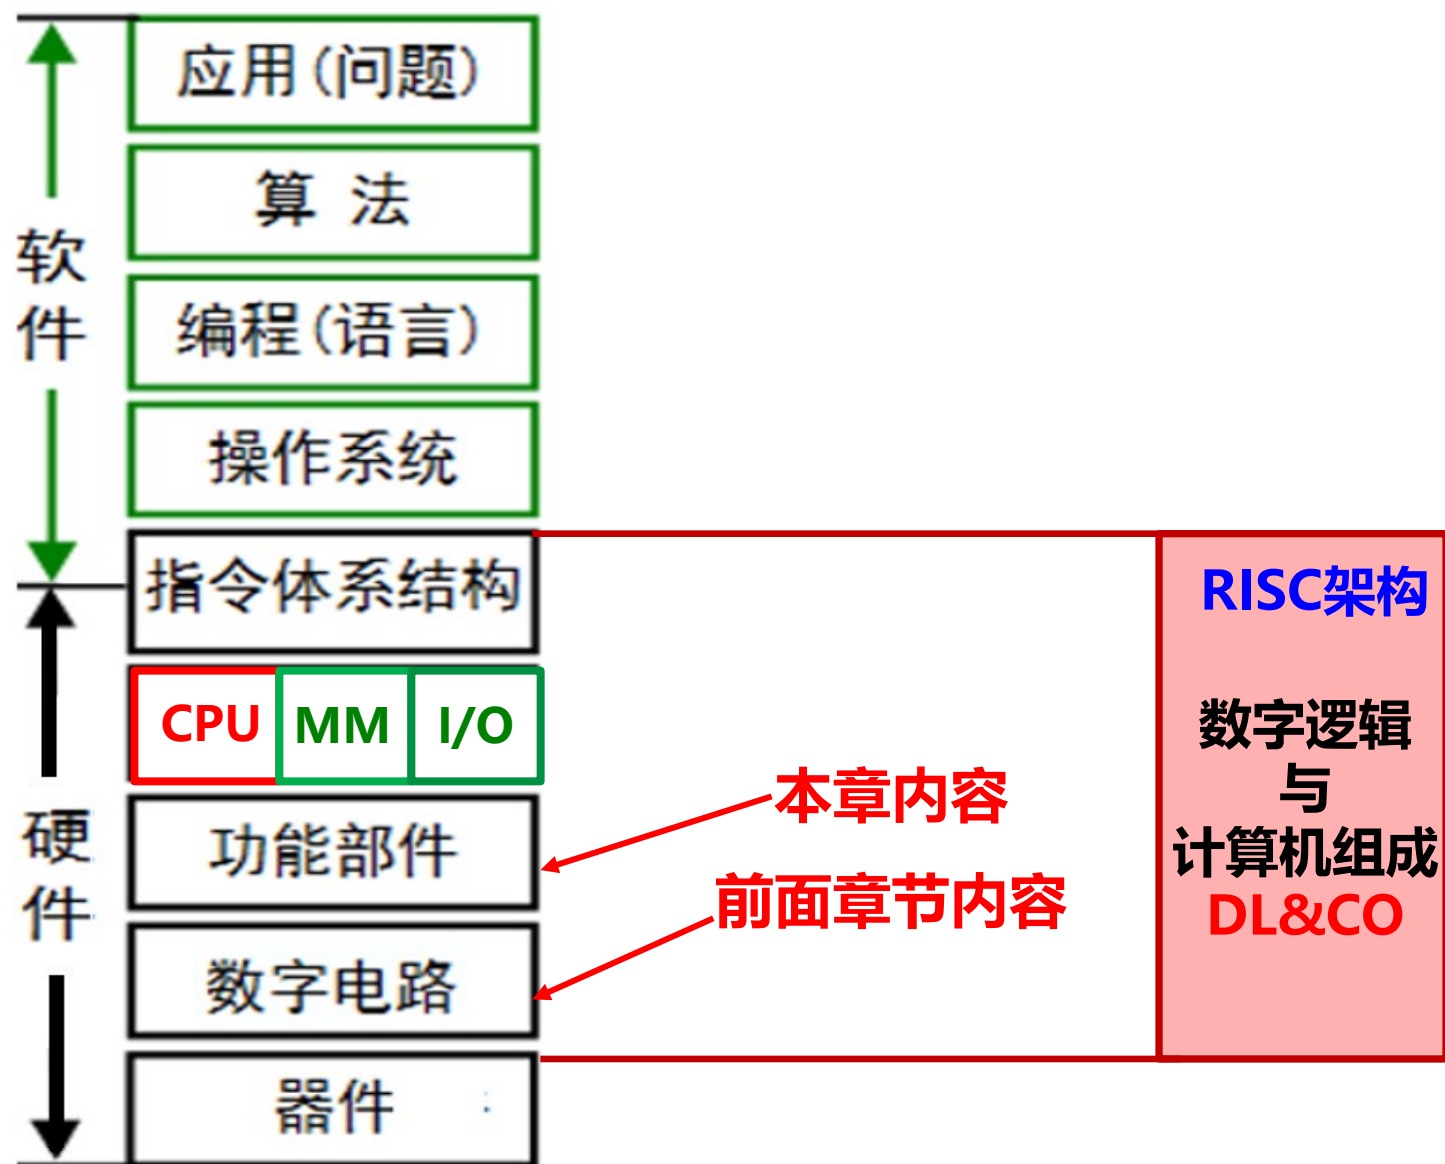 应用(问题)
算 法
编程(语言)
操作系统
软
件
指令体系结构
CPU MM I/O
功能部件
数字电路
器件
硬
件
本章内容
前面章节内容
RISC架构
数字逻辑
与
计算机组成
DL&CO